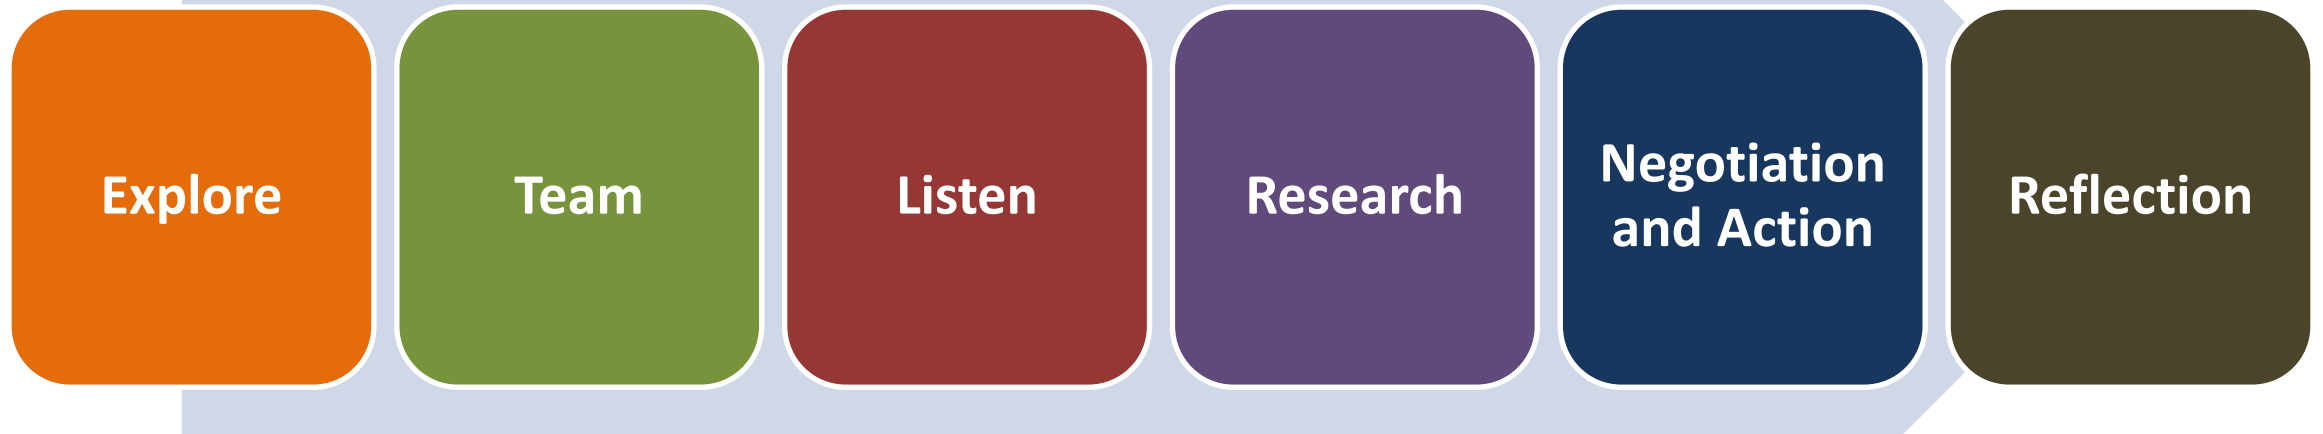 Explore
Team
Listen
Research
Negotiation
and Action
Reflection